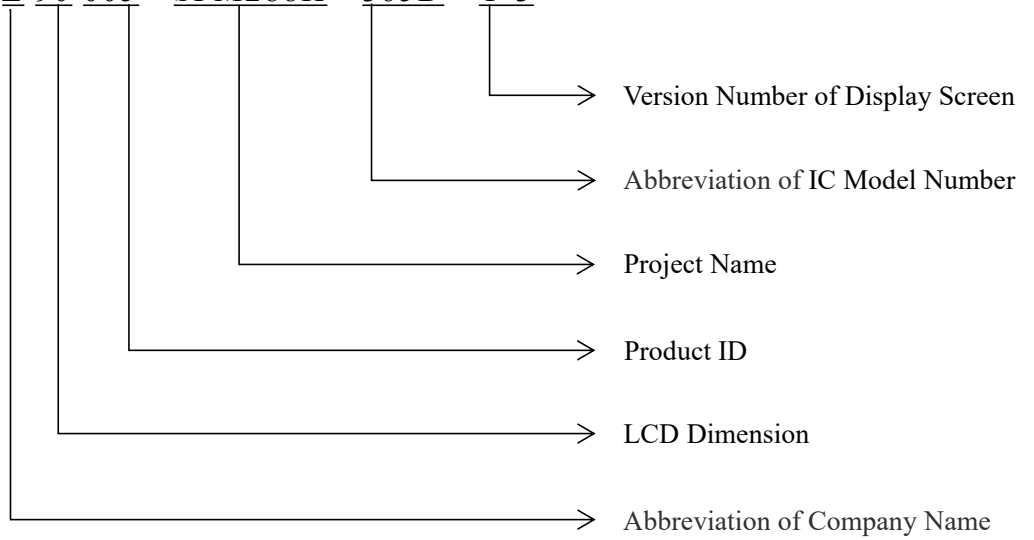 Version Number of Display Screen
Abbreviation of IC Model Number
Project Name
Product ID
LCD Dimension
Abbreviation of Company Name